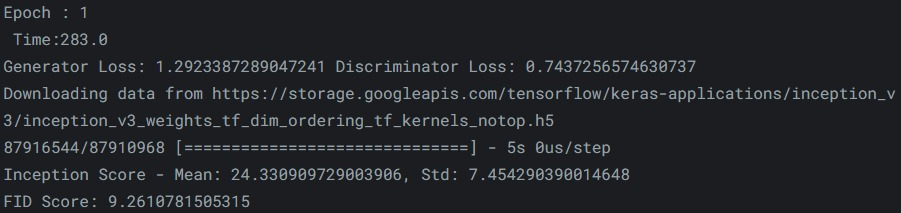 Epoch : 1
Time:283.0
Generator Loss: 1.2923387289047241 Discriminator Loss: 0.7437256574630737
Downloading data from https://storage.googleapis.com/tensorflow/keras-applications/inception_v
3/inception_v3_weights_tf_dim_ordering_tf_kernels_notop.h5
87916544/87910968 [==============================] - 5s 0us/step
Inception Score - Mean: 24.330909729003906, Std: 7.454290390014648
FID Score: 9.2610781505315